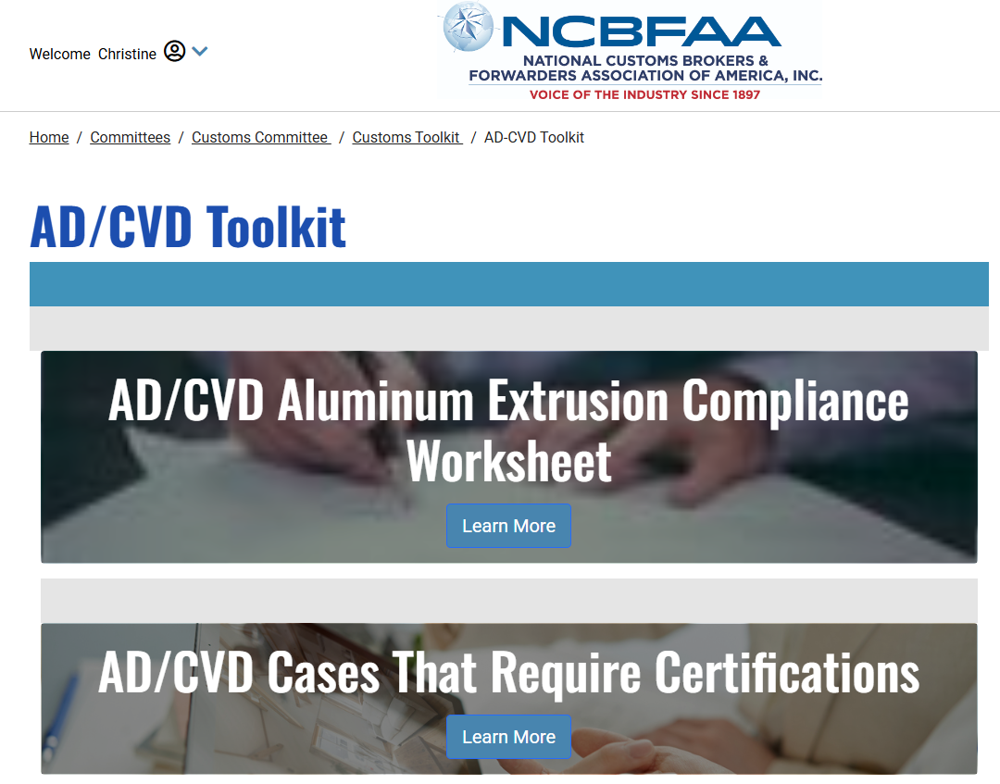 Welcome Christine
NCBFAA
NATIONAL CUSTOMS BROKERS &
FORWARDERS ASSOCIATION OF AMERICA, INC.
VOICE OF THE INDUSTRY SINCE 1897
Home / Committees / Customs Committee / Customs Toolkit / AD-CVD Toolkit
AD/CVD Toolkit
AD/CVD Aluminum Extrusion Compliance
Worksheet
Learn More
AD/CVD Cases That Require Certifications
Learn More